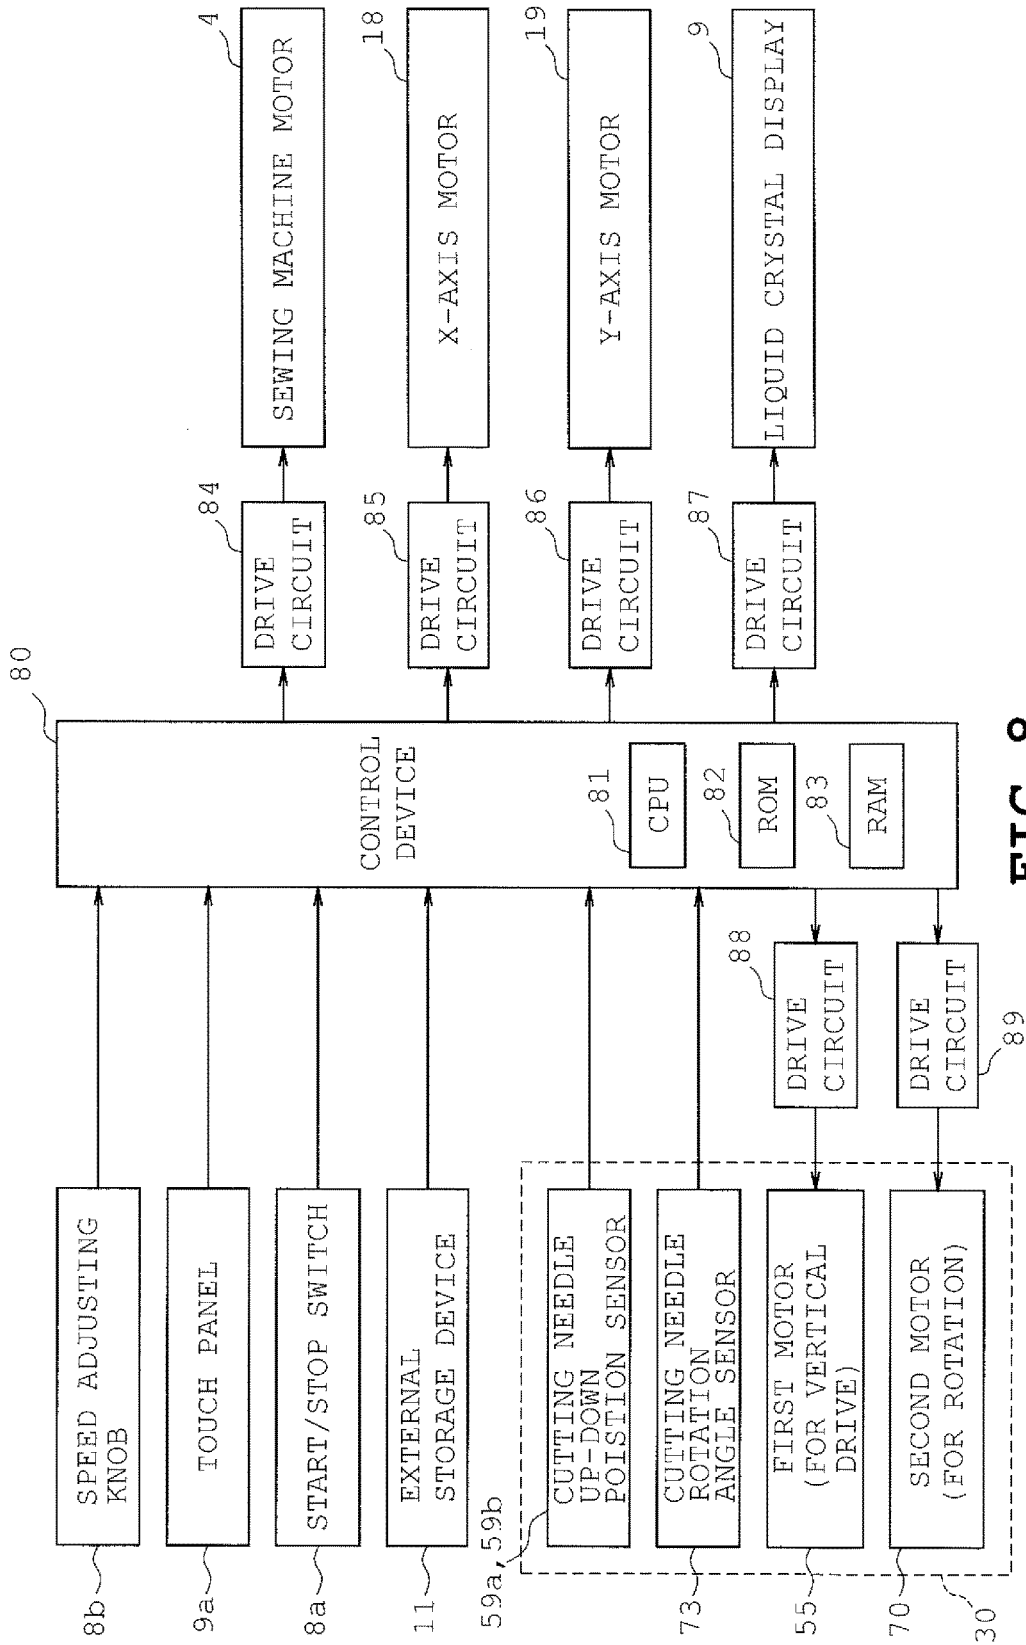 80
8b
SPEED ADJUSTING
KNOB
9a
TOUCH PANEL
8a
START/STOP SWITCH
11
EXTERNAL
STORAGE DEVICE
59a, 59b
CUTTING NEEDLE
UP-DOWN
POISTION SENSOR
73
CUTTING NEEDLE
ROTATION
ANGLE SENSOR
55
FIRST MOTOR
(FOR VERTICAL
DRIVE)
70
SECOND MOTOR
(FOR ROTATION)
30
88
DRIVE
CIRCUIT
DRIVE
CIRCUIT
89
CONTROL
DEVICE
81
CPU
82
ROM
83
RAM
84
DRIVE
CIRCUIT
85
DRIVE
CIRCUIT
86
DRIVE
CIRCUIT
87
DRIVE
CIRCUIT
4
SEWING MACHINE MOTOR
18
X-AXIS MOTOR
19
Y-AXIS MOTOR
9
LIQUID CRYSTAL DISPLAY
FIG. 8